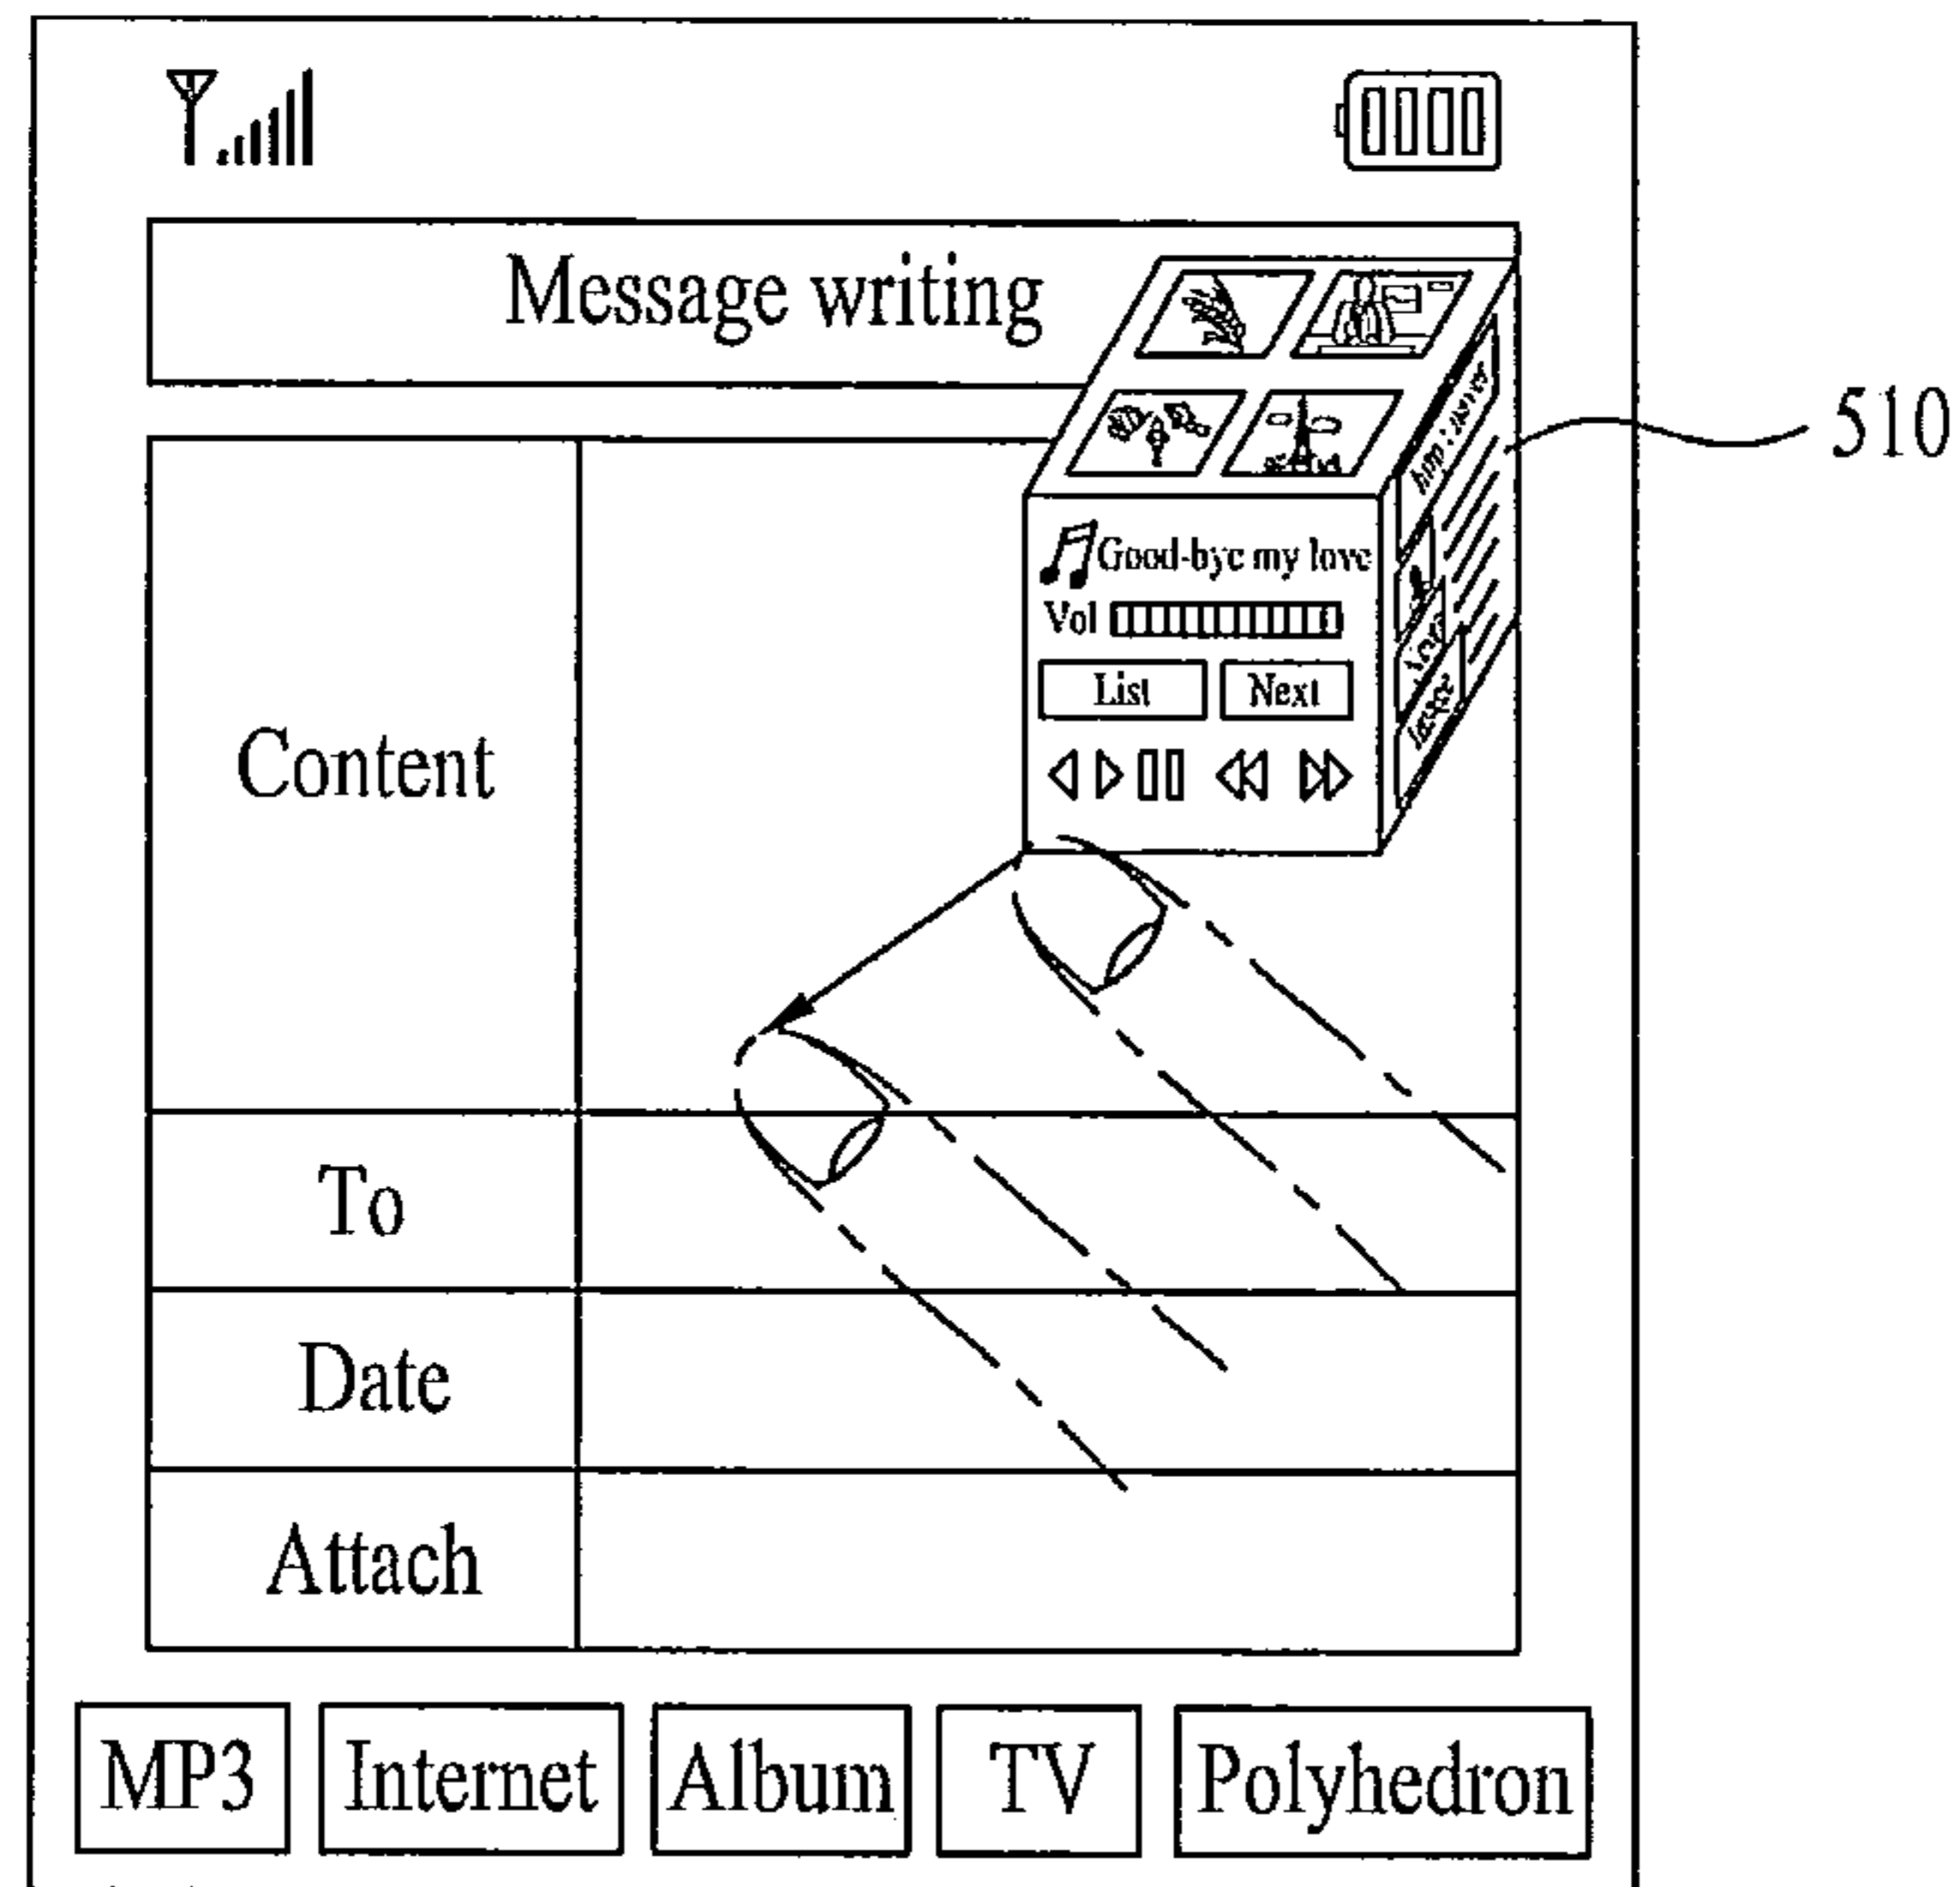 Message writing
510
Good-bye my love
Vol
List Next
Content
To
Date
Attach
MP3 Internet Album TV Polyhedron